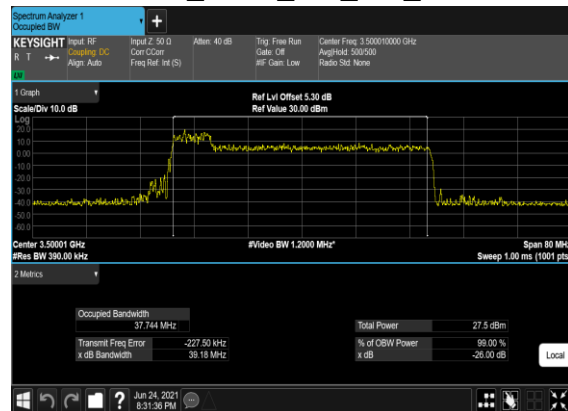 Spectrum Analyzer 1
Occupied BW
+
KEYSIGHT Input: RF Input Z: 50 Ω Atten: 40 dB Trig: Free Run Center Freq: 3.500010000 GHz
R T Coupling: DC Corr CCorr Gate: Off Avg|Hold: 500/500
Align: Auto Freq Ref: Int (S) #IF Gain: Low Radio Std: None
1 Graph
Ref Lvl Offset 5.30 dB
Scale/Div 10.0 dB Ref Value 30.00 dBm
Log
20.0
10.0
0.00
-10.0
-20.0
-30.0
-40.0
-50.0
-60.0
Center 3.50001 GHz #Video BW 1.2000 MHz* Span 80 MHz
#Res BW 390.00 kHz Sweep 1.00 ms (1001 pts)
2 Metrics
Occupied Bandwidth
37.744 MHz Total Power 27.5 dBm
Transmit Freq Error -227.50 kHz % of OBW Power 99.00 %
x dB Bandwidth 39.18 MHz x dB -26.00 dB
Local
? Jun 24, 2021
8:31:36 PM